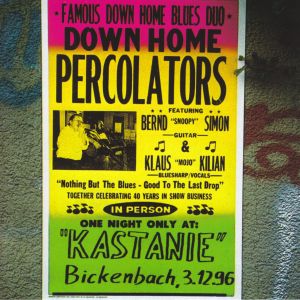 • FAMOUS DOWN HOME BLUES DUO •
DOWN HOME
PERCOLATORS
FEATURING
BERND "SNOOPY" SIMON
GUITAR
&
KLAUS "MOJO" KILIAN
BLUESHARP/VOCALS
"Nothing But The Blues - Good To The Last Drop"
TOGETHER CELEBRATING 40 YEARS IN SHOW BUSINESS
IN PERSON
ONE NIGHT ONLY AT:
"KASTANIE"
Bickenbach, 3.12.96